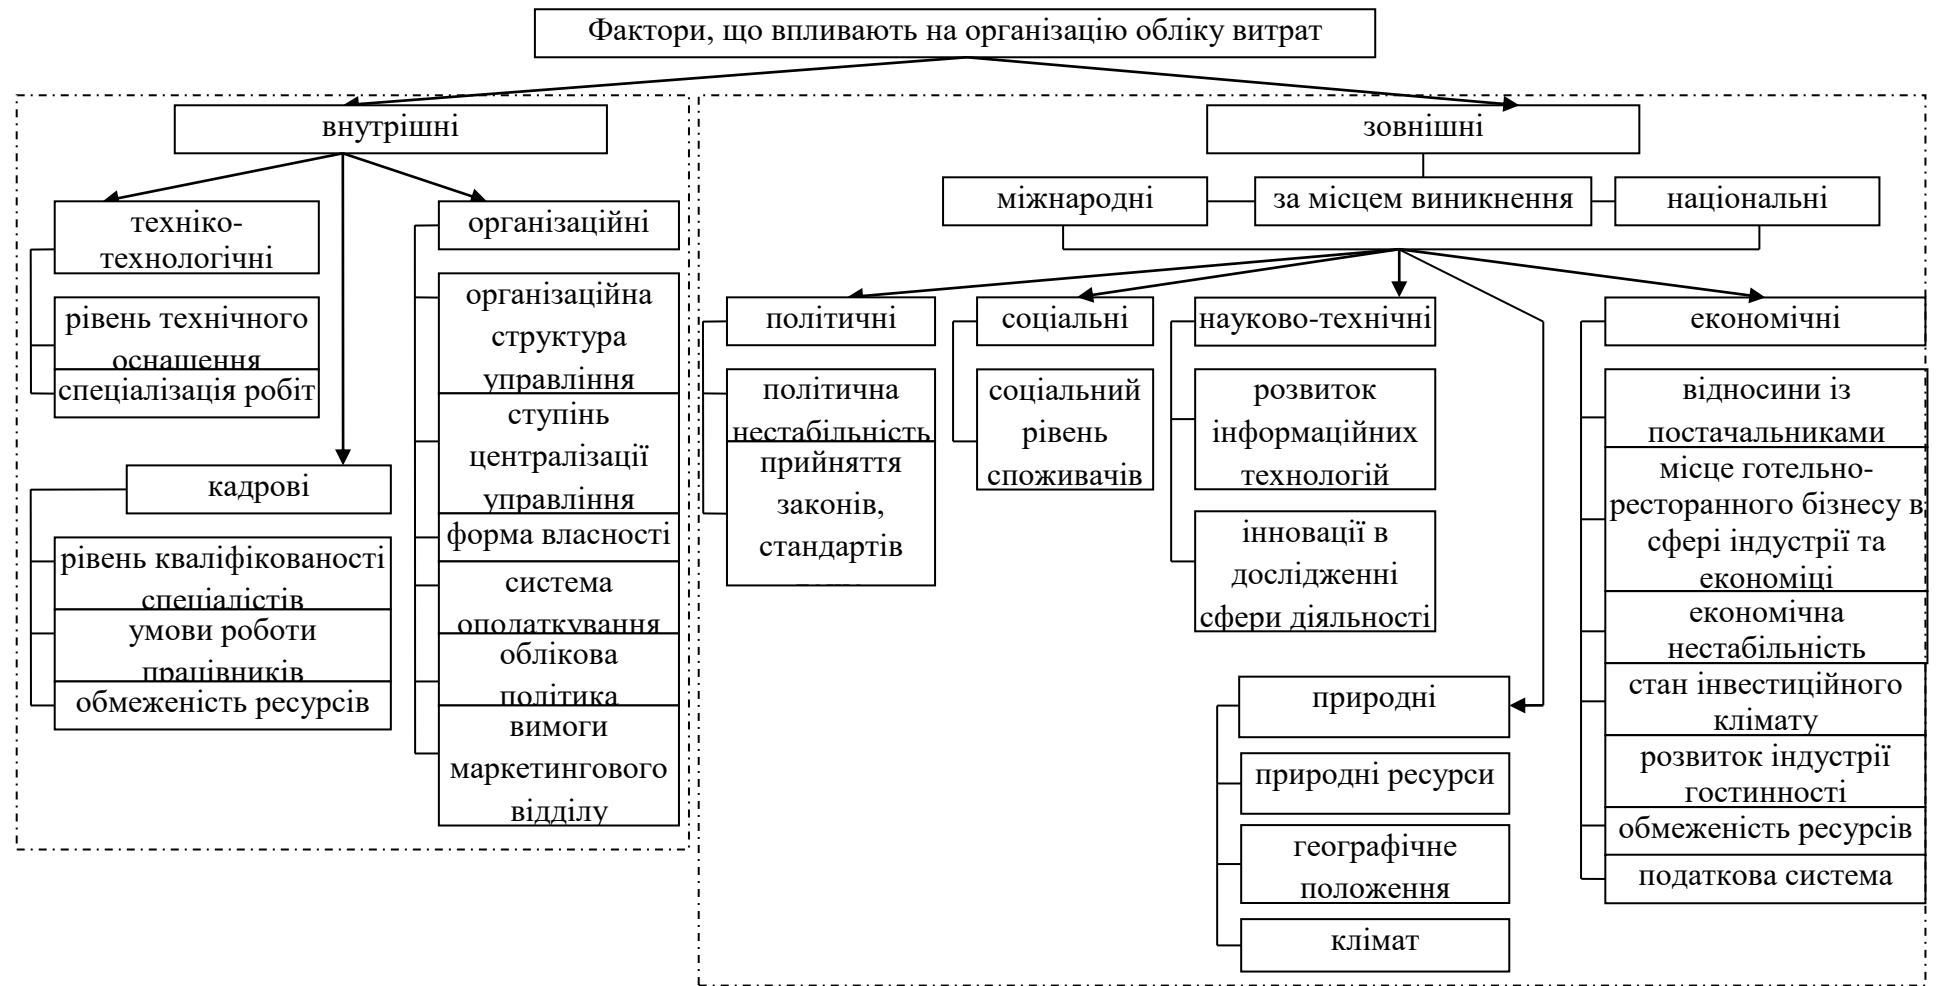 Фактори, що впливають на організацію обліку витрат
внутрішні
техніко-
технологічні
рівень технічного
оснащення
спеціалізація робіт
кадрові
рівень кваліфікованості
спеціалістів
умови роботи
працівників
обмеженість ресурсів
організаційні
організаційна
структура
управління
ступінь
централізації
управління
форма власності
система
оподаткування
облікова
політика
вимоги
маркетингового
відділу
зовнішні
міжнародні
за місцем виникнення
національні
політичні
політична
нестабільність
прийняття
законів,
стандартів
соціальні
соціальний
рівень
споживачів
науково-технічні
розвиток
інформаційних
технологій
інновації в
дослідженні
сфери діяльності
природні
природні ресурси
географічне
положення
клімат
економічні
відносини із
постачальниками
місце готельно-
ресторанного бізнесу в
сфері індустрії та
економіці
економічна
нестабільність
стан інвестиційного
клімату
розвиток індустрії
гостинності
обмеженість ресурсів
податкова система